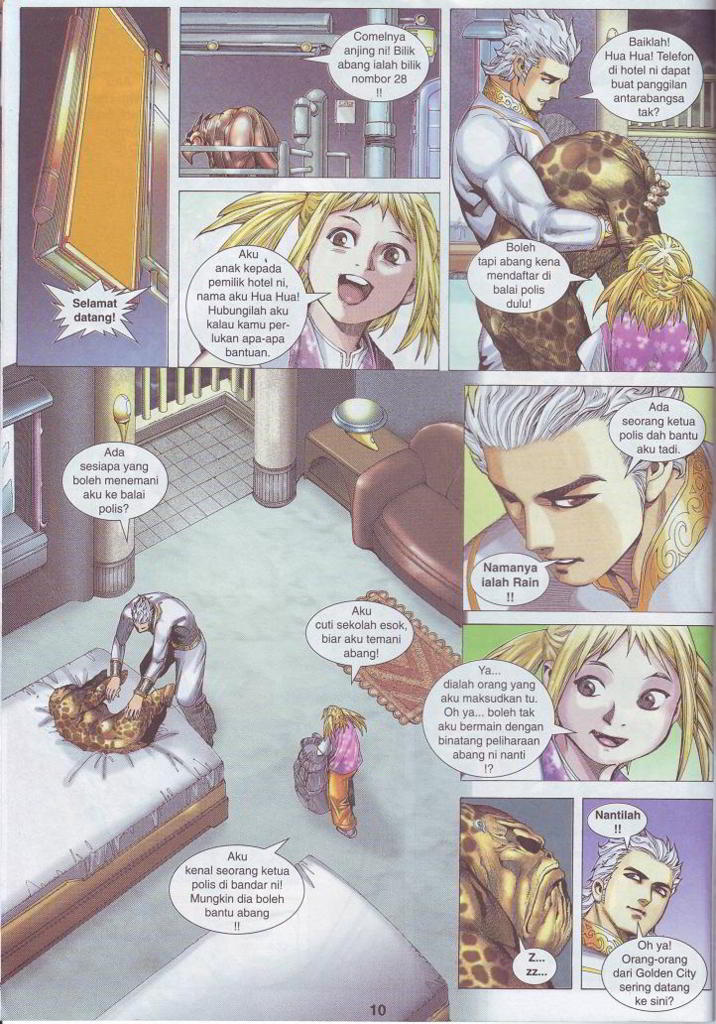 Selamat
datang!
Comelnya
anjing ni! Bilik
abang ialah bilik
nombor 28
!!
Aku
anak kepada
pemilik hotel ni,
nama aku Hua Hua!
Hubungilah aku
kalau kamu per-
lukan apa-apa
bantuan.
Baiklah!
Hua Hua! Telefon
di hotel ni dapat
buat panggilan
antarabangsa
tak?
Boleh
tapi abang kena
mendaftar di
balai polis
dulu!
Ada
sesiapa yang
boleh menemani
aku ke balai
polis?
Aku
cuti sekolah esok,
biar aku temani
abang!
Aku
kenal seorang ketua
polis di bandar ni!
Mungkin dia boleh
bantu abang
!!
Ada
seorang ketua
polis dah bantu
aku tadi.
Namanya
ialah Rain
!!
Ya...
dialah orang yang
aku maksudkan tu.
Oh ya... boleh tak
aku bermain dengan
binatang peliharaan
abang ni nanti
!?
Z...
zz...
Nantilah
!!
Oh ya!
Orang-orang
dari Golden City
sering datang
ke sini?
10